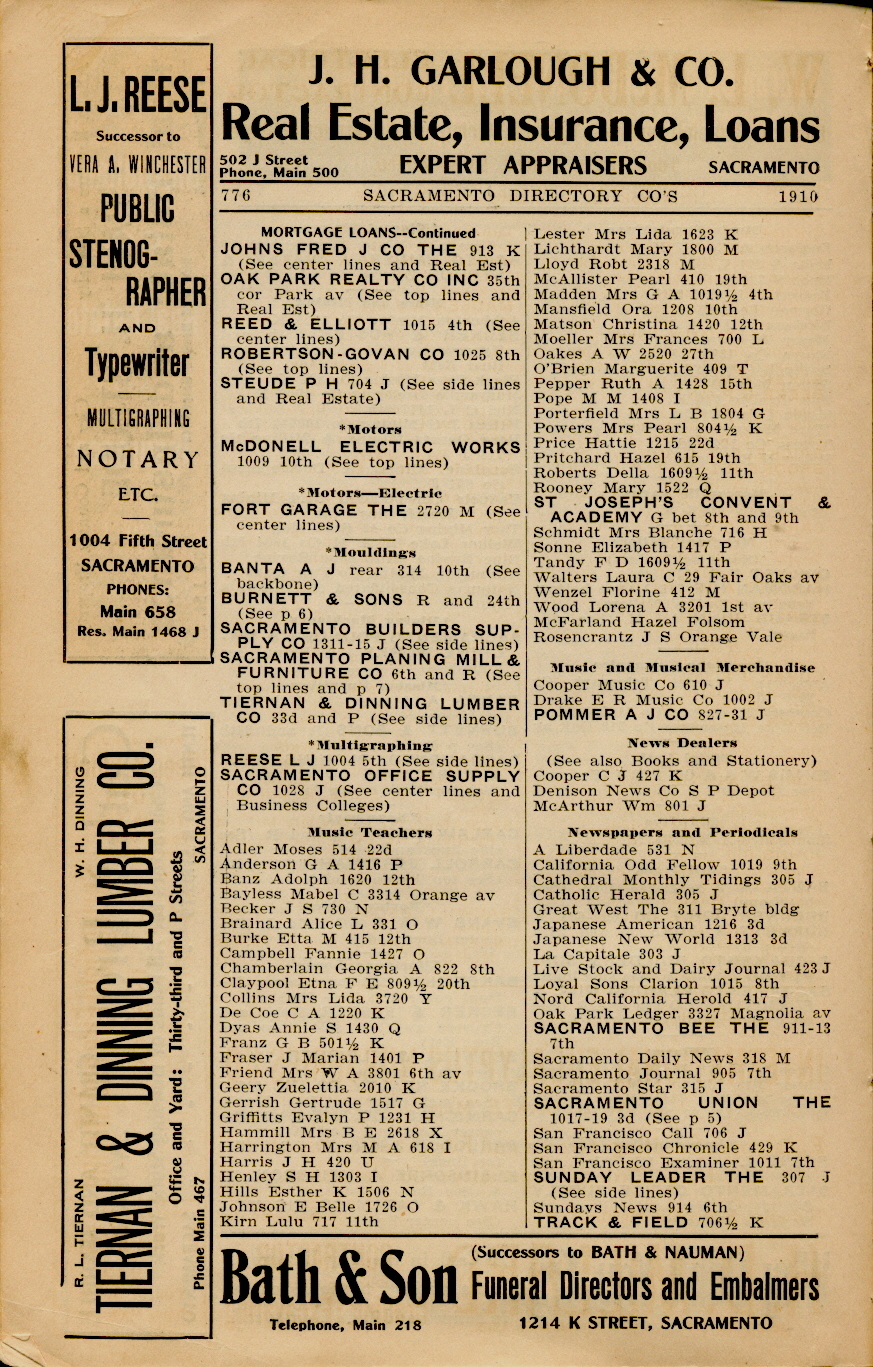 L. J. REESE
Successor to
VERA A. WINCHESTER
PUBLIC
STENOG-
RAPHER
AND
Typewriter
MULTIGRAPHING
NOTARY
ETC.
1004 Fifth Street
SACRAMENTO
PHONES:
Main 658
Res. Main 1468 J
W. H. DINNING
SACRAMENTO
TIERNAN & DINNING LUMBER CO.
Office and Yard: Thirty-third and P Streets
R. L. TIERNAN
Phone Main 467
J. H. GARLOUGH & CO.
Real Estate, Insurance, Loans
502 J Street
Phone, Main 500
EXPERT APPRAISERS
SACRAMENTO
776 SACRAMENTO DIRECTORY CO'S 1910
MORTGAGE LOANS--Continued
JOHNS FRED J CO THE 913 K
(See center lines and Real Est)
OAK PARK REALTY CO INC 35th
cor Park av (See top lines and
Real Est)
REED & ELLIOTT 1015 4th (See
center lines)
ROBERTSON-GOVAN CO 1025 8th
(See top lines)
STEUDE P H 704 J (See side lines
and Real Estate)
*Motors
McDONELL ELECTRIC WORKS
1009 10th (See top lines)
*Motors—Electric
FORT GARAGE THE 2720 M (See
center lines)
*Mouldings
BANTA A J rear 314 10th (See
backbone)
BURNETT & SONS R and 24th
(See p 6)
SACRAMENTO BUILDERS SUP-
PLY CO 1311-15 J (See side lines)
SACRAMENTO PLANING MILL &
FURNITURE CO 6th and R (See
top lines and p 7)
TIERNAN & DINNING LUMBER
CO 33d and P (See side lines)
*Multigraphing
REESE L J 1004 5th (See side lines)
SACRAMENTO OFFICE SUPPLY
CO 1028 J (See center lines and
Business Colleges)
Music Teachers
Adler Moses 514 22d
Anderson G A 1416 P
Banz Adolph 1620 12th
Bayless Mabel C 3314 Orange av
Becker J S 730 N
Brainard Alice L 331 O
Burke Etta M 415 12th
Campbell Fannie 1427 O
Chamberlain Georgia A 822 8th
Claypool Etna F E 809½ 20th
Collins Mrs Lida 3720 Y
De Coe C A 1220 K
Dyas Annie S 1430 Q
Franz G B 501½ K
Fraser J Marian 1401 P
Friend Mrs W A 3801 6th av
Geery Zuelettia 2010 K
Gerrish Gertrude 1517 G
Griffitts Evalyn P 1231 H
Hammill Mrs B E 2618 X
Harrington Mrs M A 618 I
Harris J H 420 U
Henley S H 1303 I
Hills Esther K 1506 N
Johnson E Belle 1726 O
Kirn Lulu 717 11th
Lester Mrs Lida 1623 K
Lichthardt Mary 1800 M
Lloyd Robt 2318 M
McAllister Pearl 410 19th
Madden Mrs G A 1019½ 4th
Mansfield Ora 1208 10th
Matson Christina 1420 12th
Moeller Mrs Frances 700 L
Oakes A W 2520 27th
O'Brien Marguerite 409 T
Pepper Ruth A 1428 15th
Pope M M 1408 I
Porterfield Mrs L B 1804 G
Powers Mrs Pearl 804½ K
Price Hattie 1215 22d
Pritchard Hazel 615 19th
Roberts Della 1609½ 11th
Rooney Mary 1522 Q
ST JOSEPH'S CONVENT &
ACADEMY G bet 8th and 9th
Schmidt Mrs Blanche 716 H
Sonne Elizabeth 1417 P
Tandy F D 1609½ 11th
Walters Laura C 29 Fair Oaks av
Wenzel Florine 412 M
Wood Lorena A 3201 1st av
McFarland Hazel Folsom
Rosencrantz J S Orange Vale
Music and Musical Merchandise
Cooper Music Co 610 J
Drake E R Music Co 1002 J
POMMER A J CO 827-31 J
News Dealers
(See also Books and Stationery)
Cooper C J 427 K
Denison News Co S P Depot
McArthur Wm 801 J
Newspapers and Periodicals
A Liberdade 531 N
California Odd Fellow 1019 9th
Cathedral Monthly Tidings 305 J
Catholic Herald 305 J
Great West The 311 Bryte bldg
Japanese American 1216 3d
Japanese New World 1313 3d
La Capitale 303 J
Live Stock and Dairy Journal 423 J
Loyal Sons Clarion 1015 8th
Nord California Herold 417 J
Oak Park Ledger 3327 Magnolia av
SACRAMENTO BEE THE 911-13
7th
Sacramento Daily News 318 M
Sacramento Journal 905 7th
Sacramento Star 315 J
SACRAMENTO UNION THE
1017-19 3d (See p 5)
San Francisco Call 706 J
San Francisco Chronicle 429 K
San Francisco Examiner 1011 7th
SUNDAY LEADER THE 307 J
(See side lines)
Sundays News 914 6th
TRACK & FIELD 706½ K
Bath & Son
(Successors to BATH & NAUMAN)
Funeral Directors and Embalmers
Telephone, Main 218
1214 K STREET, SACRAMENTO